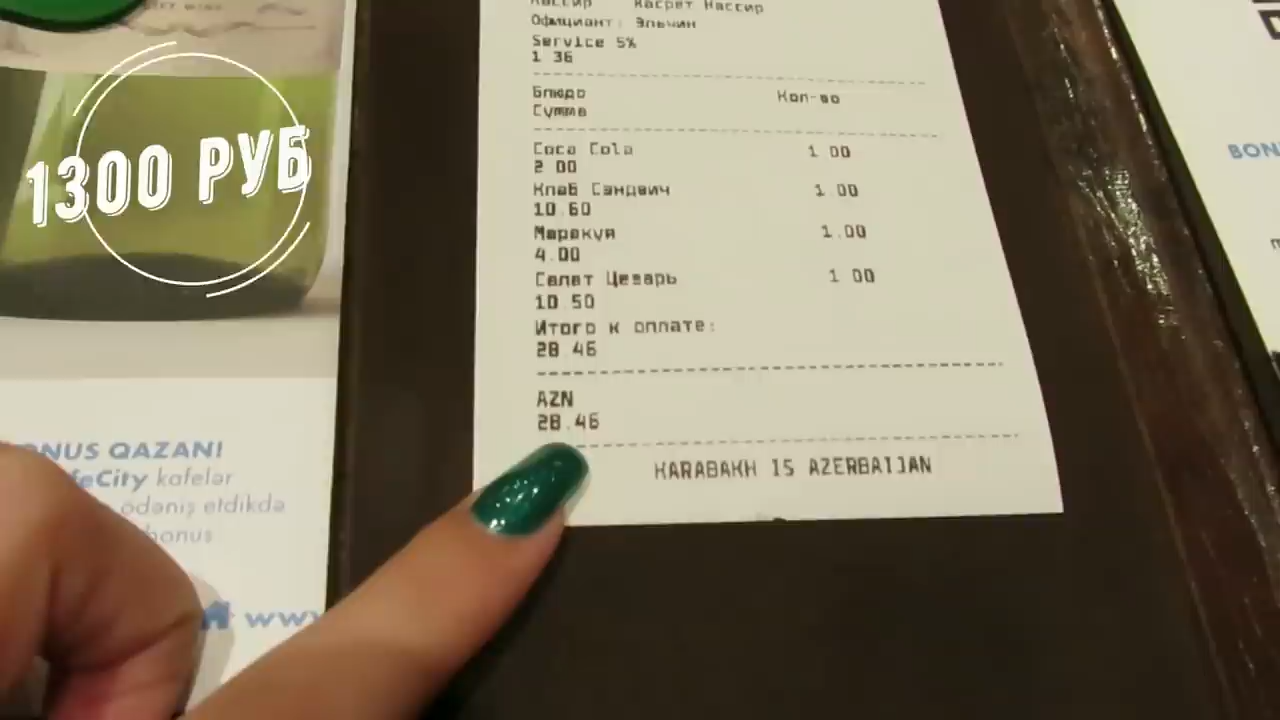 1300 РУБ
Кассир Касрет Нассир
Официант: Эльчин
Service 5%
1 36
Блюдо Кол-во
Сумма
Coca Cola 1 00
2 00
Клаб Сэндвич 1.00
10.60
Маракуя 1.00
4.00
Салат Цезарь 1 00
10 50
Итого к оплате:
28 46
AZN
28.46
KARABAKH IS AZERBAIJAN
BONUS QAZAN!
kafelər
ödəniş etdikdə
bonus
www
BON